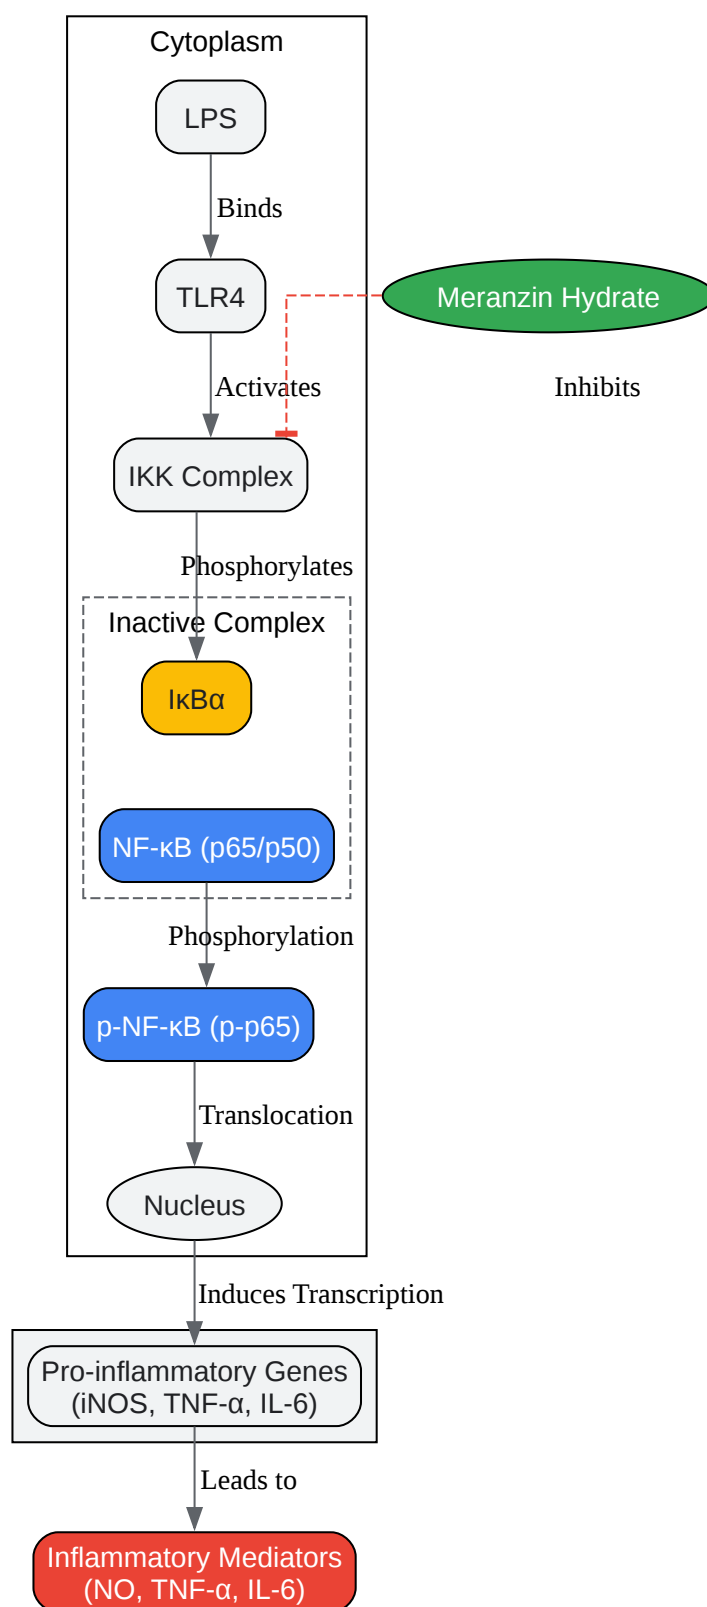 Cytoplasm
LPS
Binds
TLR4
Meranzin Hydrate
Activates
Inhibits
IKK Complex
Phosphorylates
Inactive Complex
IκBα
NF-κB (p65/p50)
Phosphorylation
p-NF-κB (p-p65)
Translocation
Nucleus
Induces Transcription
Pro-inflammatory Genes
(iNOS, TNF-α, IL-6)
Leads to
Inflammatory Mediators
(NO, TNF-α, IL-6)